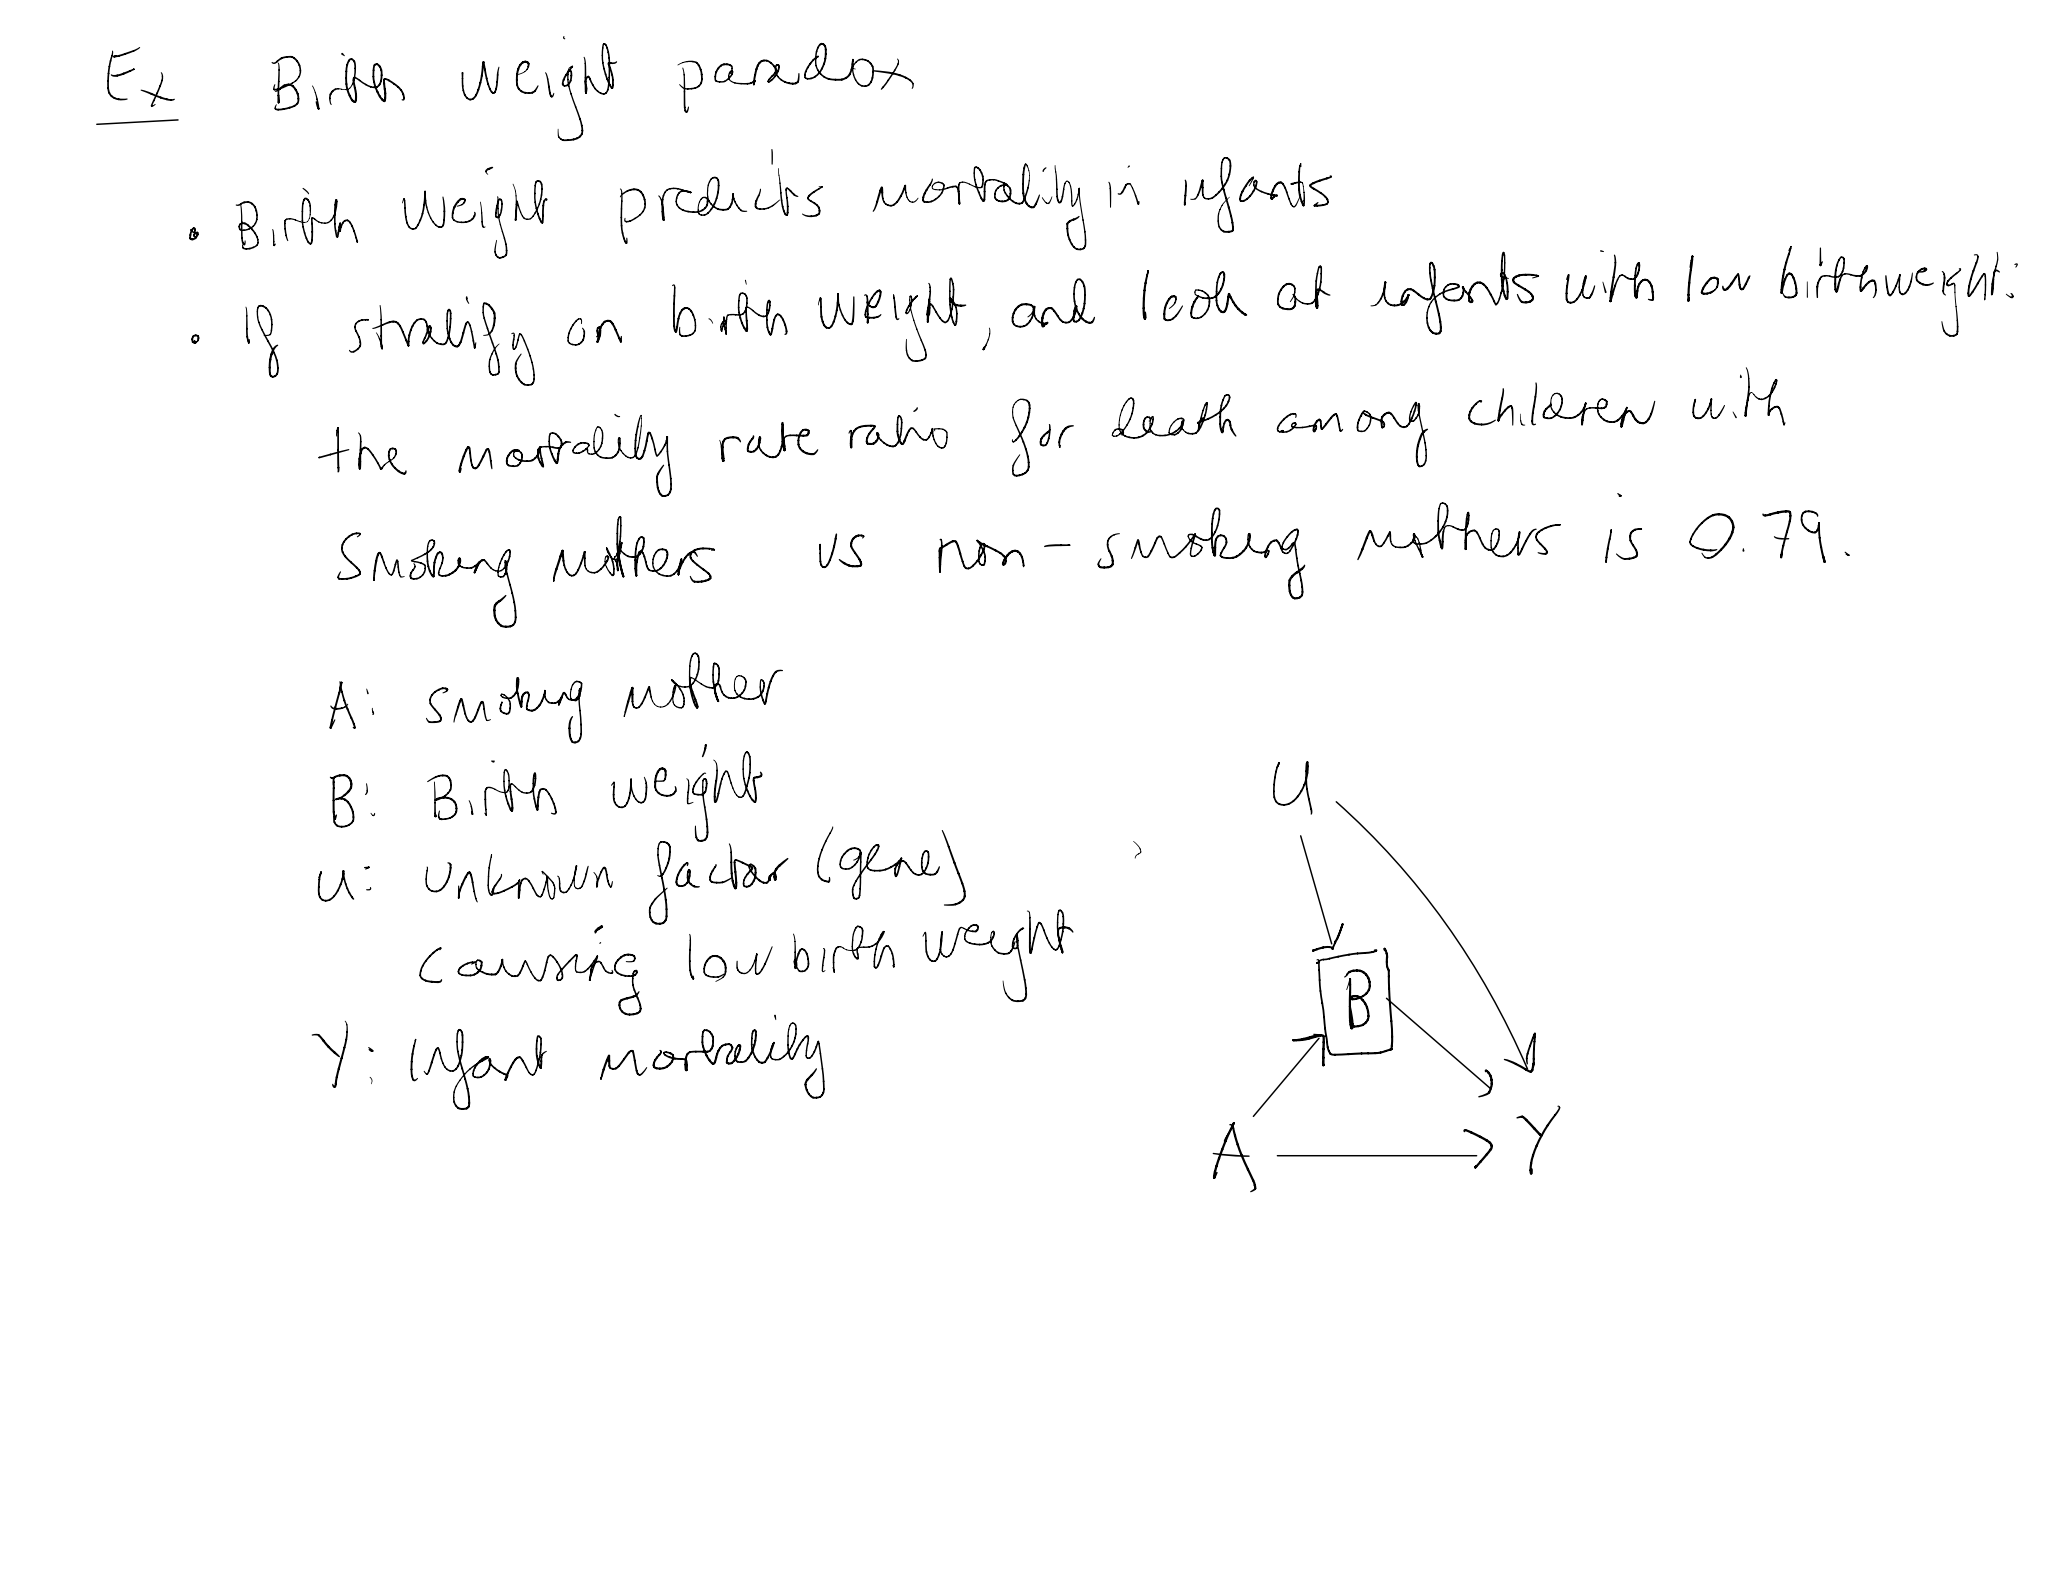 Ex Birth weight paradox
• Birth weight predicts mortality in infants
• If stratify on birth weight, and look at infants with low birthweight:
the mortality rate ratio for death among children with
smoking mothers vs non-smoking mothers is 0.79.
A: smoking mother
B: Birth weight
U: unknown factor (gene)
causing low birth weight
Y: Infant mortality
U
B
A
Y